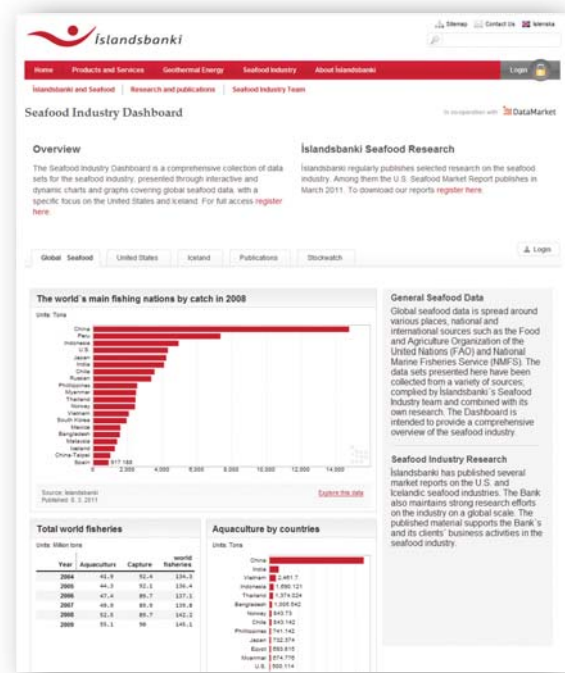 Sitemap Contact Us Íslenska
Íslandsbanki
Home Products and Services Geothermal Energy Seafood Industry About Íslandsbanki Login
Íslandsbanki and Seafood Research and publications Seafood Industry Team
Seafood Industry Dashboard
In co-operation with DataMarket
Overview
The Seafood Industry Dashboard is a comprehensive collection of data
sets for the seafood industry, presented through interactive and
dynamic charts and graphs covering global seafood data, with a
specific focus on the United States and Iceland. For full access register
here.
Íslandsbanki Seafood Research
Íslandsbanki regularly publishes selected research on the seafood
industry. Among them the U.S. Seafood Market Report publishes in
March 2011. To download our reports register here.
Login
Global Seafood United States Iceland Publications Stockwatch
The world´s main fishing nations by catch in 2008
Units: Tons
China
Peru
Indonesia
U.S.
Japan
India
Chile
Russian
Phillippines
Myanmar
Thailand
Norway
Vietnam
South Korea
Mexico
Bangladesh
Malaysia
Iceland
China-Taipei
Spain 917.188
0 2,000 4,000 6,000 8,000 10,000 12,000 14,000
Source: Islandsbanki
Published: 8. 3. 2011
Explore this data
General Seafood Data
Global seafood data is spread around
various places, national and
international sources such as the Food
and Agriculture Organization of the
United Nations (FAO) and National
Marine Fisheries Service (NMFS). The
data sets presented here have been
collected from a variety of sources,
complied by Íslandsbanki´s Seafood
Industry team and combined with its
own research. The Dashboard is
intended to provide a comprehensive
overview of the seafood industry.
Seafood Industry Research
Íslandsbanki has published several
market reports on the U.S. and
Icelandic seafood industries. The Bank
also maintains strong research efforts
on the industry on a global scale. The
published material supports the Bank´s
and its clients´ business activities in the
seafood industry.
Total world fisheries
Units: Million tons
Year Aquaculture Capture world fisheries
2004 41.9 92.4 134.3
2005 44.3 92.1 136.4
2006 47.4 89.7 137.1
2007 49.9 89.9 139.8
2008 52.5 89.7 142.2
2009 55.1 90 145.1
Aquaculture by countries
Units: Tons
China
India
Vietnam 2,461.7
Indonesia 1,690.121
Thailand 1,374.024
Bangladesh 1,005.542
Norway 843.73
Chile 843.142
Phillippines 741.142
Japan 732.374
Egypt 693.815
Myanmar 674.776
U.S. 500.114